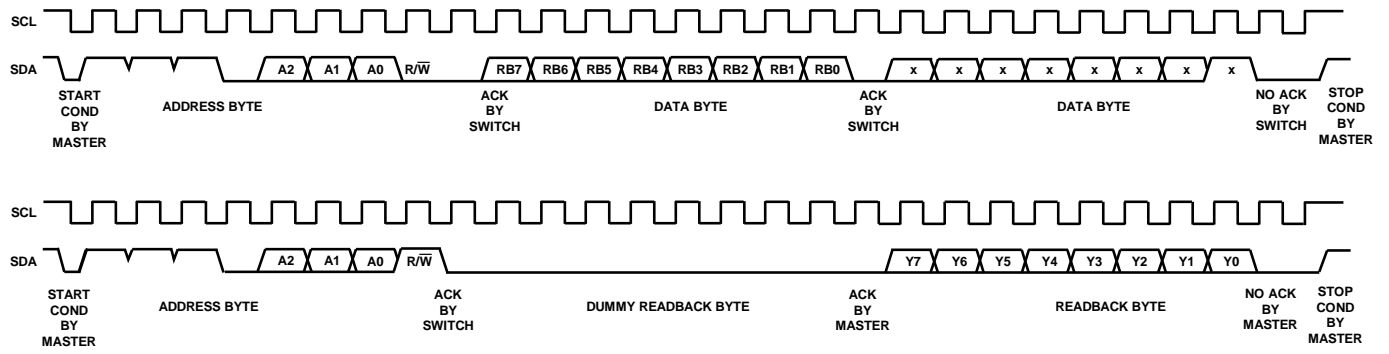 SCL
SDA A2 A1 A0 R/W̅ RB7 RB6 RB5 RB4 RB3 RB2 RB1 RB0 x x x x x x x x
START COND BY MASTER
ADDRESS BYTE
ACK BY SWITCH
DATA BYTE
ACK BY SWITCH
DATA BYTE
NO ACK BY SWITCH
STOP COND BY MASTER
SCL
SDA A2 A1 A0 R/W̅ Y7 Y6 Y5 Y4 Y3 Y2 Y1 Y0
START COND BY MASTER
ADDRESS BYTE
ACK BY SWITCH
DUMMY READBACK BYTE
ACK BY MASTER
READBACK BYTE
NO ACK BY MASTER
STOP COND BY MASTER